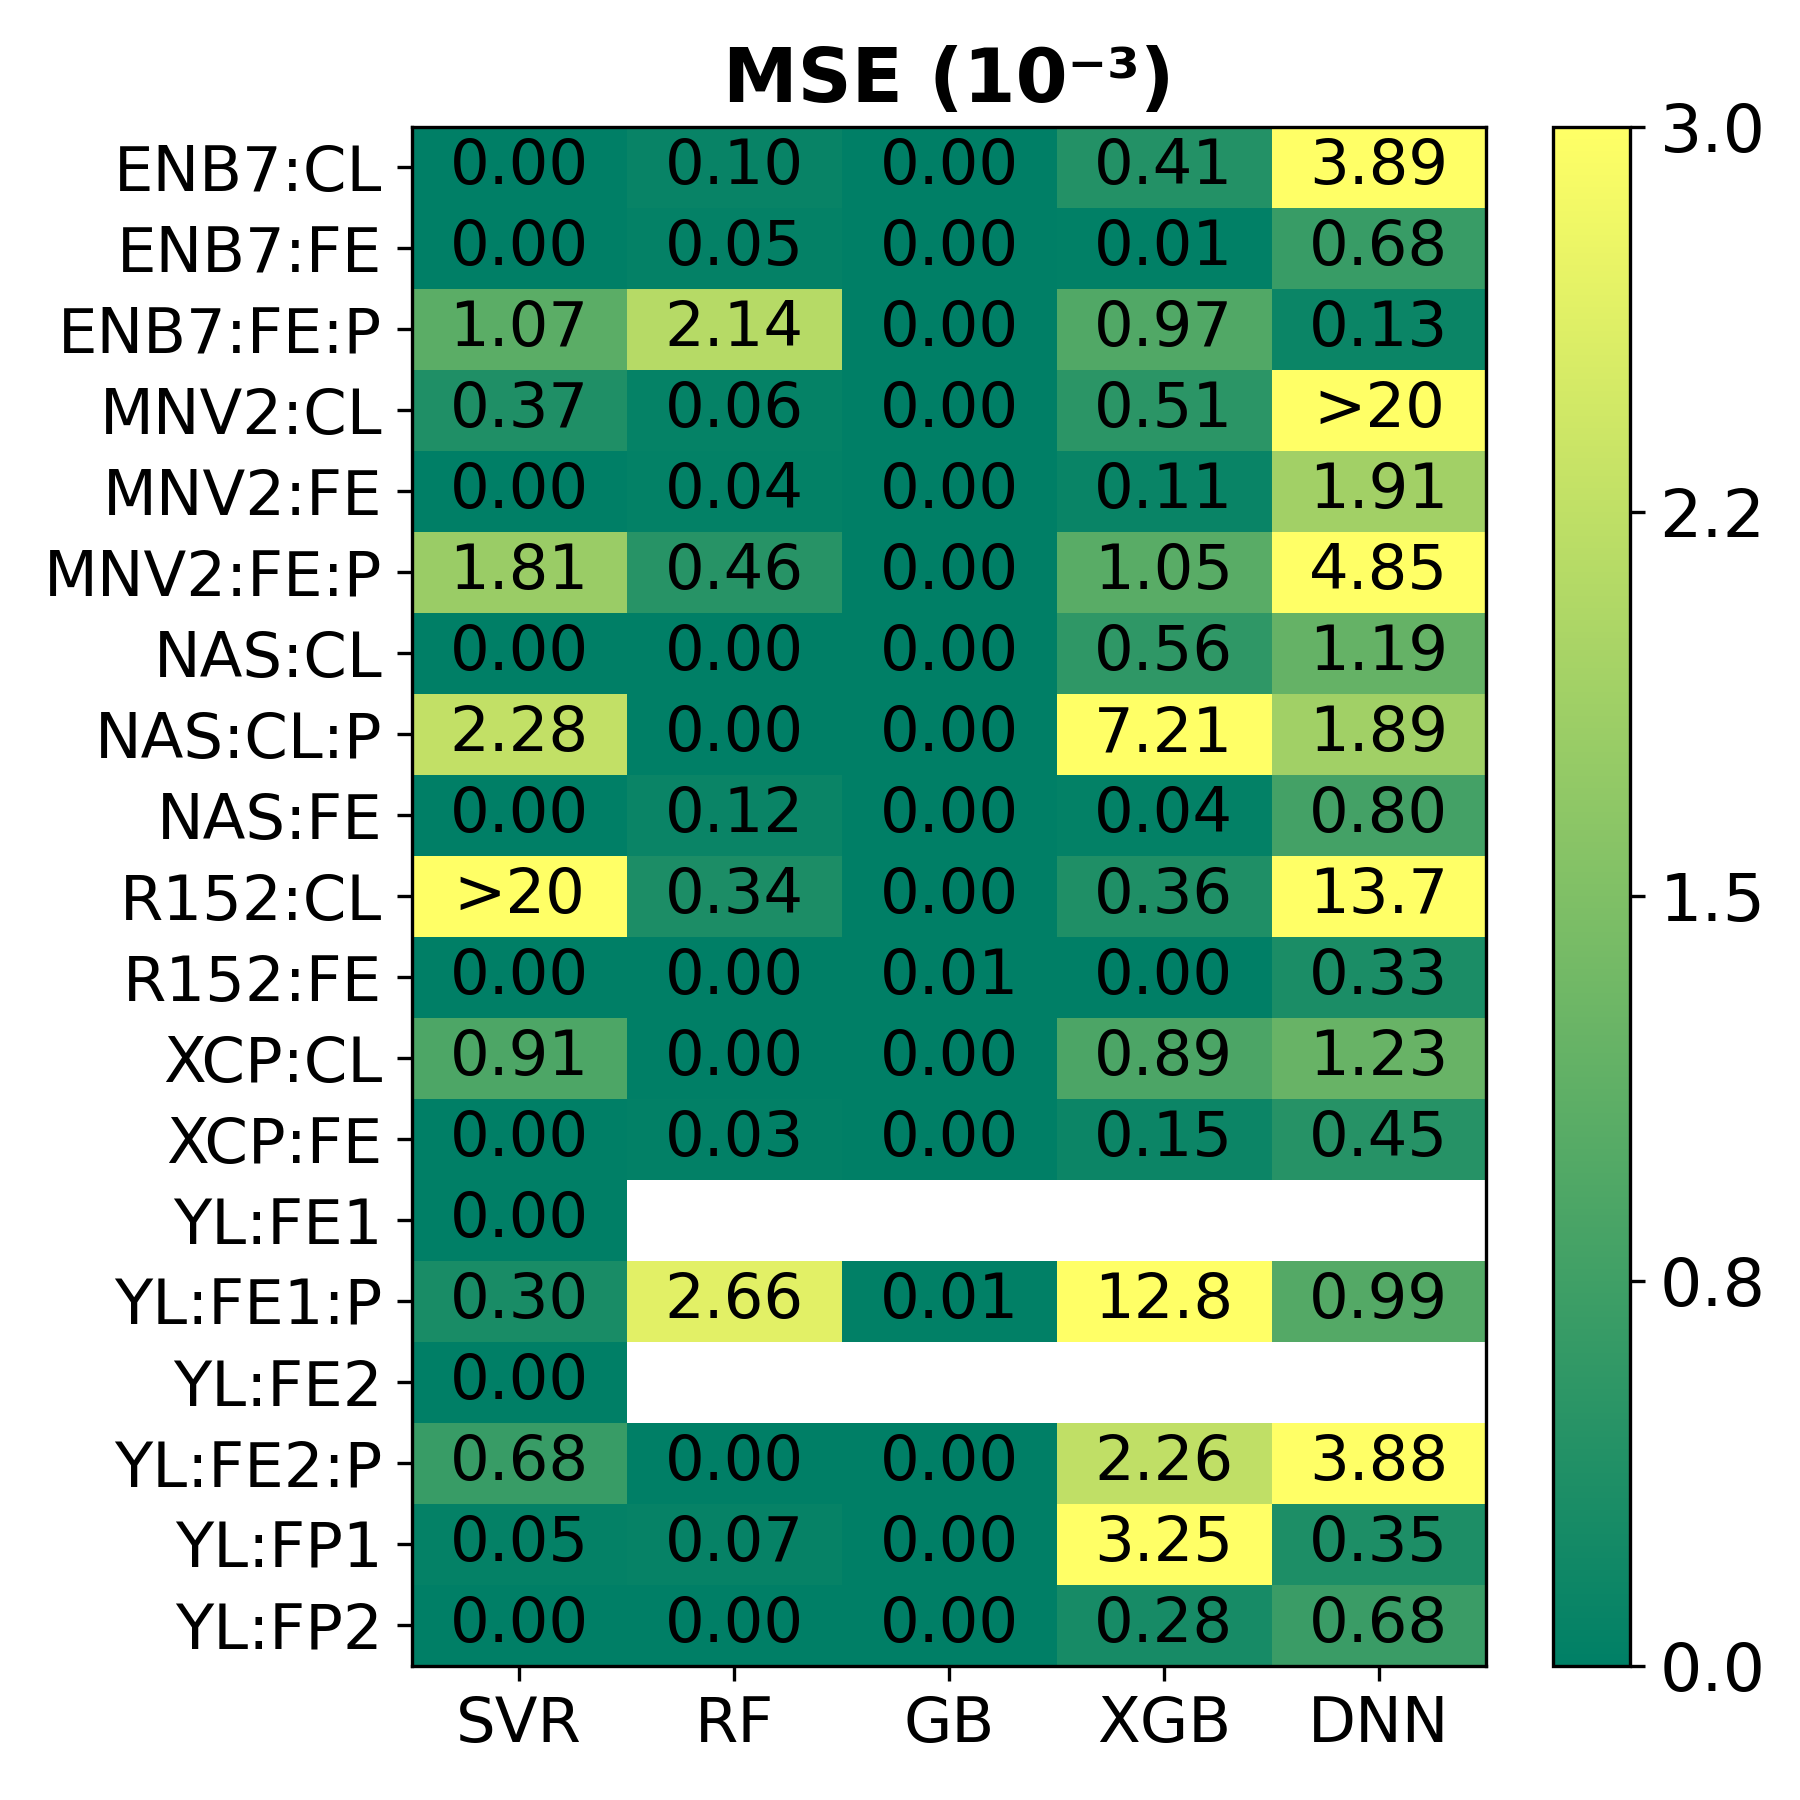 MSE (10⁻³)
ENB7:CL 0.00 0.10 0.00 0.41 3.89
ENB7:FE 0.00 0.05 0.00 0.01 0.68
ENB7:FE:P 1.07 2.14 0.00 0.97 0.13
MNV2:CL 0.37 0.06 0.00 0.51 >20
MNV2:FE 0.00 0.04 0.00 0.11 1.91
MNV2:FE:P 1.81 0.46 0.00 1.05 4.85
NAS:CL 0.00 0.00 0.00 0.56 1.19
NAS:CL:P 2.28 0.00 0.00 7.21 1.89
NAS:FE 0.00 0.12 0.00 0.04 0.80
R152:CL >20 0.34 0.00 0.36 13.7
R152:FE 0.00 0.00 0.01 0.00 0.33
XCP:CL 0.91 0.00 0.00 0.89 1.23
XCP:FE 0.00 0.03 0.00 0.15 0.45
YL:FE1 0.00
YL:FE1:P 0.30 2.66 0.01 12.8 0.99
YL:FE2 0.00
YL:FE2:P 0.68 0.00 0.00 2.26 3.88
YL:FP1 0.05 0.07 0.00 3.25 0.35
YL:FP2 0.00 0.00 0.00 0.28 0.68
SVR RF GB XGB DNN
3.0
2.2
1.5
0.8
0.0